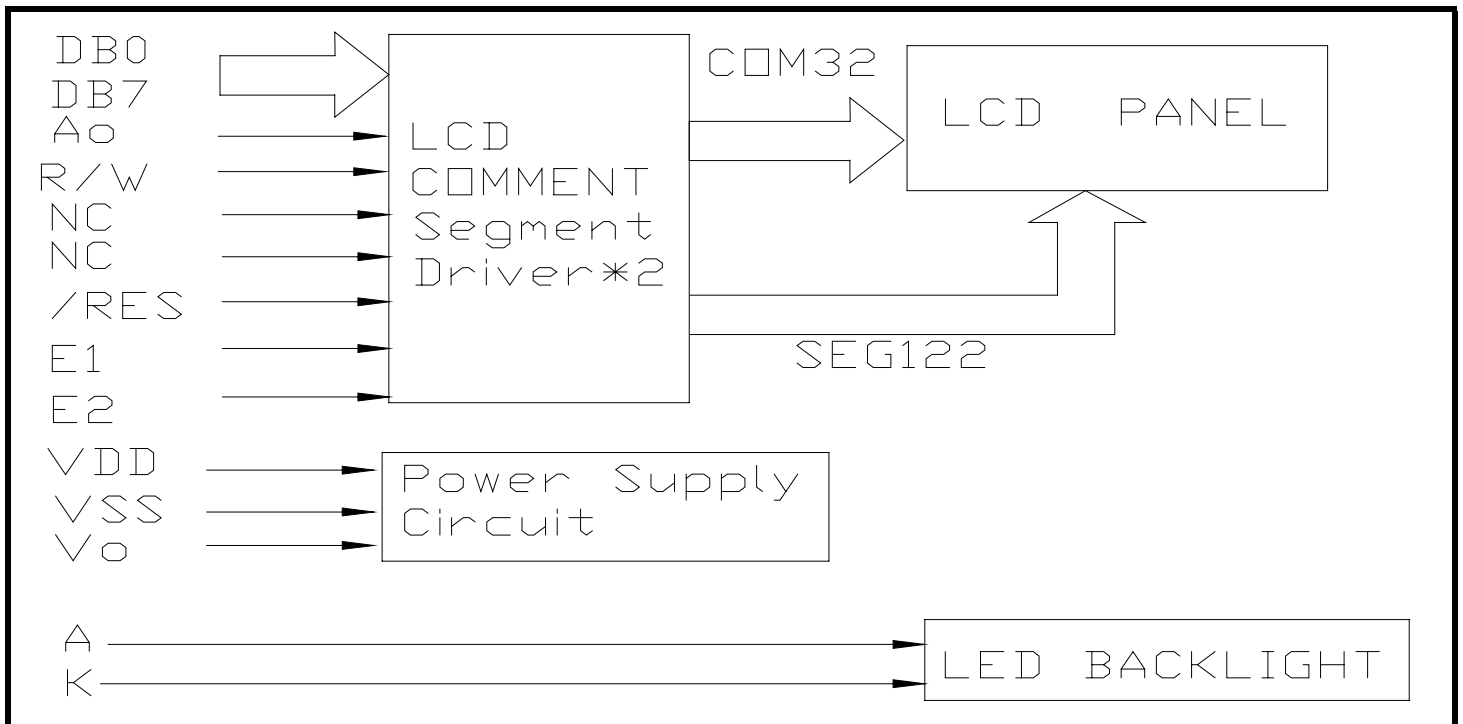 DB0
DB7
Ao
R/W
NC
NC
/RES
E1
E2
VDD
VSS
Vo
A
K
LCD
COMMENT
Segment
Driver*2
COM32
LCD PANEL
SEG122
Power Supply
Circuit
LED BACKLIGHT